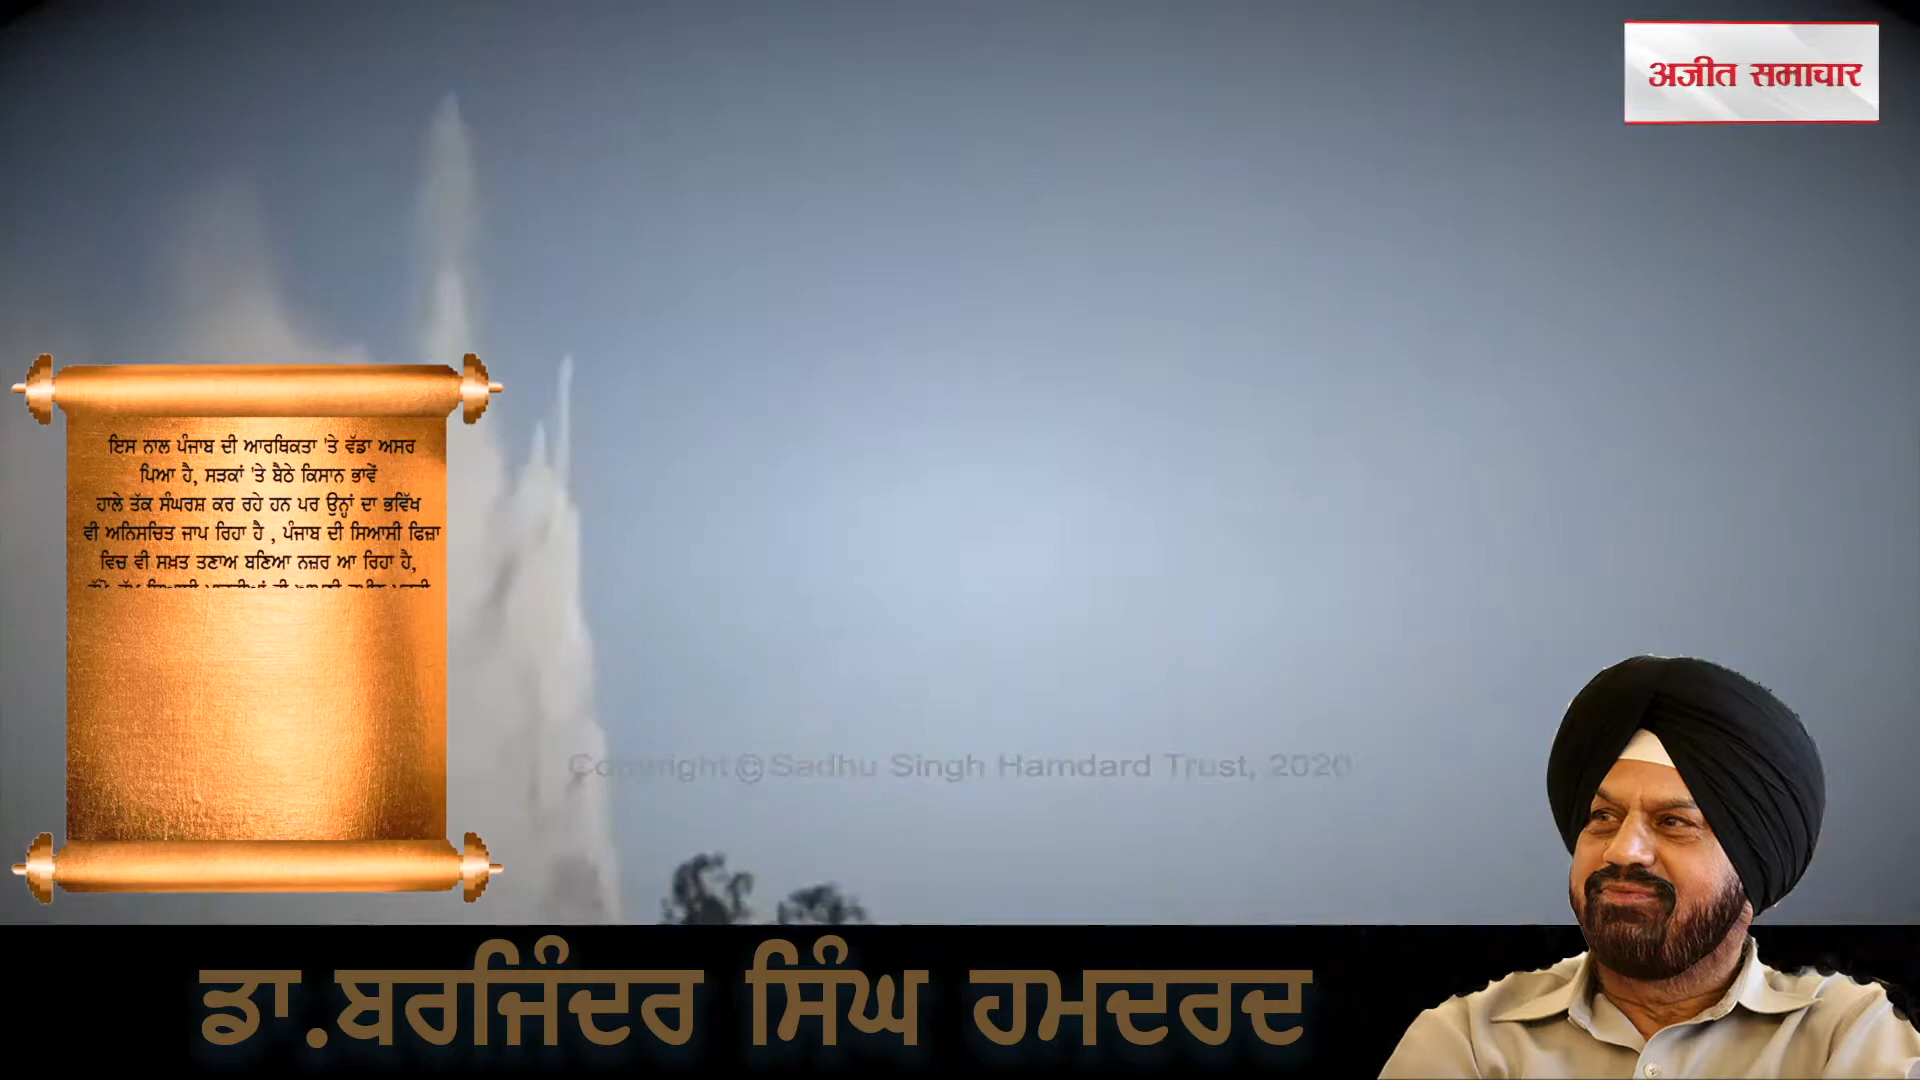 अजीत समाचार
ਇਸ ਨਾਲ ਪੰਜਾਬ ਦੀ ਆਰਥਿਕਤਾ 'ਤੇ ਵੱਡਾ ਅਸਰ
ਪਿਆ ਹੈ, ਸੜਕਾਂ 'ਤੇ ਬੈਠੇ ਕਿਸਾਨ ਭਾਵੇਂ
ਹਾਲੇ ਤੱਕ ਸੰਘਰਸ਼ ਕਰ ਰਹੇ ਹਨ ਪਰ ਉਨ੍ਹਾਂ ਦਾ ਭਵਿੱਖ
ਵੀ ਅਨਿਸਚਿਤ ਜਾਪ ਰਿਹਾ ਹੈ , ਪੰਜਾਬ ਦੀ ਸਿਆਸੀ ਫਿਜ਼ਾ
ਵਿਚ ਵੀ ਸਖ਼ਤ ਤਣਾਅ ਬਣਿਆ ਨਜ਼ਰ ਆ ਰਿਹਾ ਹੈ,
Copyright © Sadhu Singh Hamdard Trust, 2020
ਡਾ.ਬਰਜਿੰਦਰ ਸਿੰਘ ਹਮਦਰਦ